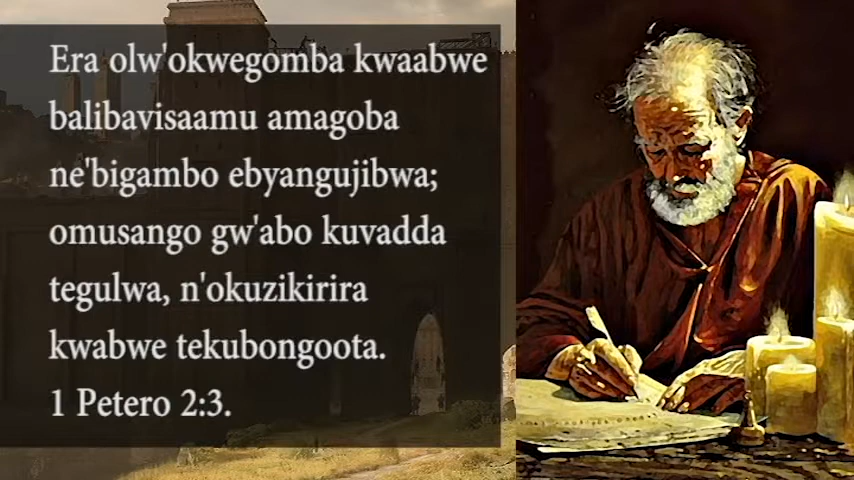 Era olw'okwegomba kwaabwe
balibavisaamu amagoba
ne'bigambo ebyangujibwa;
omusango gw'abo kuvadda
tegulwa, n'okuzikirira
kwabwe tekubongoota.
1 Petero 2:3.